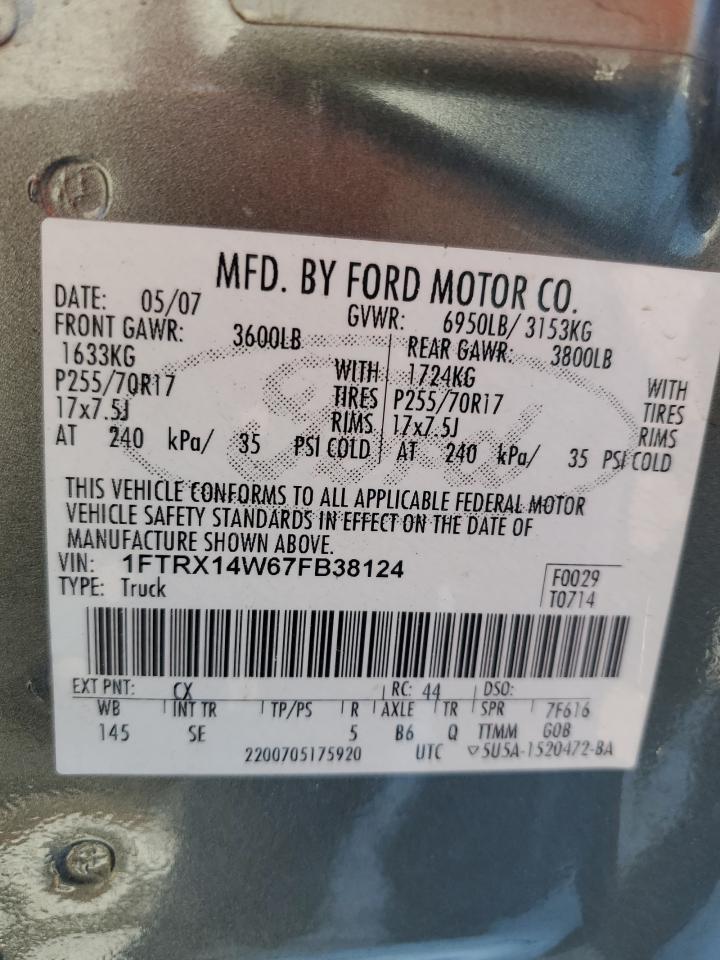 MFD. BY FORD MOTOR CO.
DATE: 05/07 GVWR: 6950LB/ 3153KG
FRONT GAWR: 3600LB REAR GAWR: 3800LB
1633KG WITH 1724KG WITH
P255/70R17 TIRES P255/70R17 TIRES
17x7.5J RIMS 17x7.5J RIMS
AT 240 kPa/ 35 PSI COLD AT 240 kPa/ 35 PSI COLD
Ford
THIS VEHICLE CONFORMS TO ALL APPLICABLE FEDERAL MOTOR
VEHICLE SAFETY STANDARDS IN EFFECT ON THE DATE OF
MANUFACTURE SHOWN ABOVE.
VIN: 1FTRX14W67FB38124 F0029
TYPE: Truck T0714
EXT PNT: CX RC: 44 DSO:
WB INT TR TP/PS R AXLE TR SPR 7F616
145 SE 5 B6 Q TTMM GOB
2200705175920 UTC ▽5U5A-1520472-BA